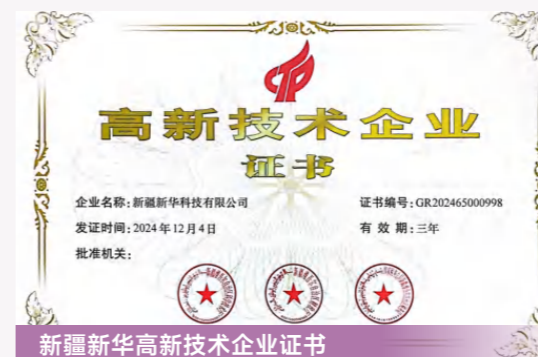 高新技术企业
证书
企业名称:新疆新华科技有限公司
证书编号:GR202465000998
发证时间:2024年12月4日
有 效 期:三年
批准机关:
新疆新华高新技术企业证书